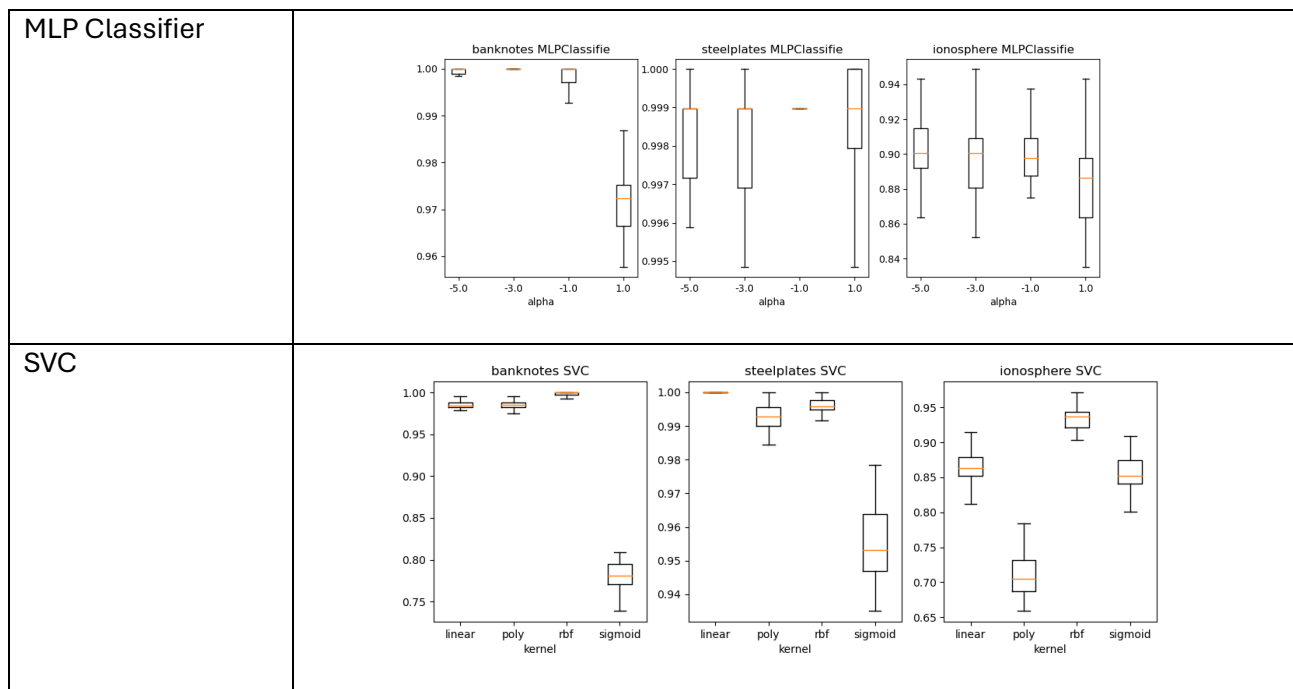 MLP Classifier
banknotes MLPClassifie
steelplates MLPClassifie
ionosphere MLPClassifie
1.00
0.99
0.98
0.97
0.96
-5.0 -3.0 -1.0 1.0
alpha
1.000
0.999
0.998
0.997
0.996
0.995
-5.0 -3.0 -1.0 1.0
alpha
0.94
0.92
0.90
0.88
0.86
0.84
-5.0 -3.0 -1.0 1.0
alpha
SVC
banknotes SVC
steelplates SVC
ionosphere SVC
1.00
0.95
0.90
0.85
0.80
0.75
linear poly rbf sigmoid
kernel
1.00
0.99
0.98
0.97
0.96
0.95
0.94
linear poly rbf sigmoid
kernel
0.95
0.90
0.85
0.80
0.75
0.70
0.65
linear poly rbf sigmoid
kernel